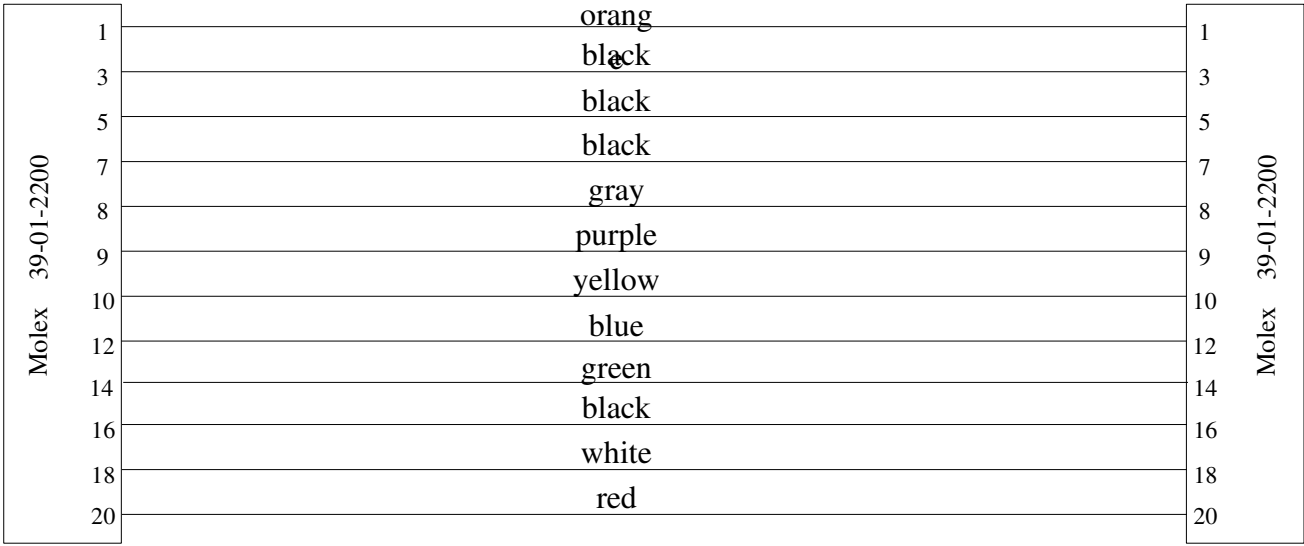 orang
e
1 1
black
3 3
black
5 5
black
7 7
gray
8 8
purple
9 9
yellow
10 10
blue
12 12
green
14 14
black
16 16
white
18 18
red
20 20
Molex 39-01-2200
Molex 39-01-2200